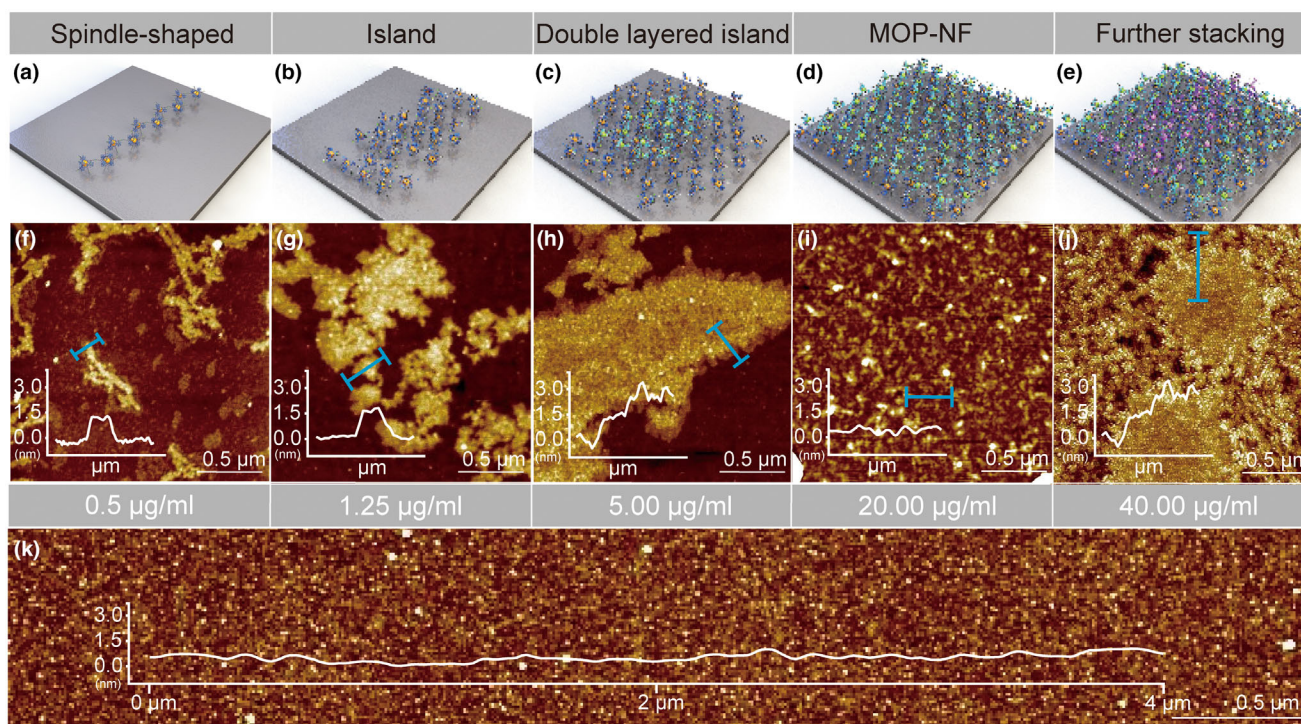 Spindle-shaped
Island
Double layered island
MOP-NF
Further stacking
(a)
(b)
(c)
(d)
(e)
(f)
3.0
1.5
0.0
(nm)
µm
0.5 µm
(g)
3.0
1.5
0.0
(nm)
µm
0.5 µm
(h)
3.0
1.5
0.0
(nm)
µm
0.5 µm
(i)
3.0
1.5
0.0
(nm)
µm
0.5 µm
(j)
3.0
1.5
0.0
(nm)
µm
0.5 µm
0.5 µg/ml
1.25 µg/ml
5.00 µg/ml
20.00 µg/ml
40.00 µg/ml
(k)
3.0
1.5
0.0
(nm)
0 µm
2 µm
4 µm
0.5 µm